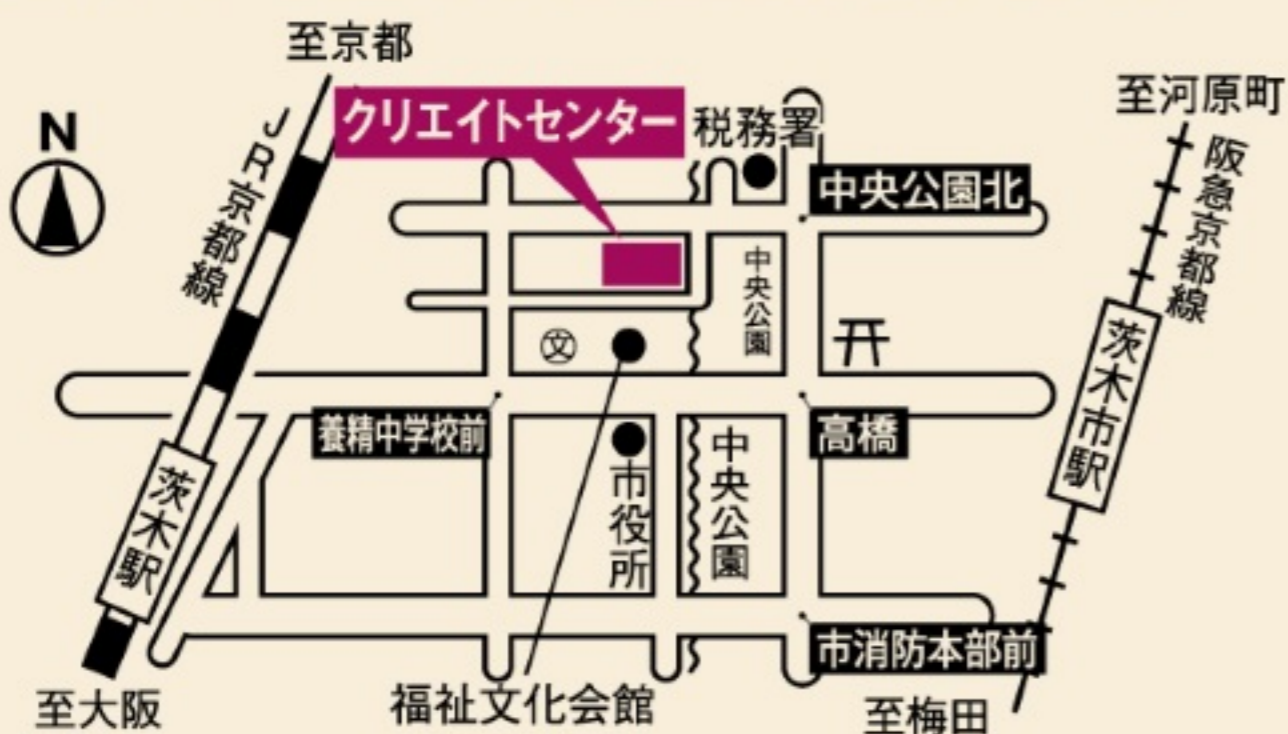 至京都
N
JR京都線
クリエイトセンター
税務署
至河原町
阪急京都線
中央公園北
中央公園
文
茨木市駅
養精中学校前
高橋
市役所
中央公園
茨木駅
市消防本部前
至大阪
福祉文化会館
至梅田